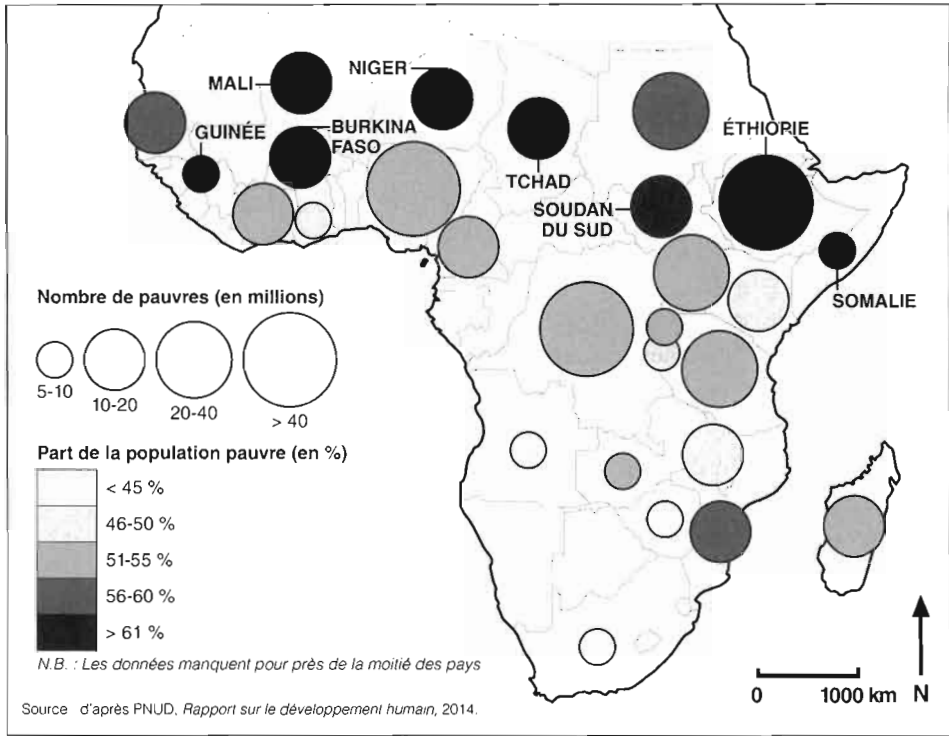 MALI
NIGER
GUINÉE
BURKINA
FASO
TCHAD
ÉTHIOPIE
SOUDAN
DU SUD
SOMALIE
Nombre de pauvres (en millions)
5-10
10-20
20-40
> 40
Part de la population pauvre (en %)
< 45 %
46-50 %
51-55 %
56-60 %
> 61 %
N.B. : Les données manquent pour près de la moitié des pays
0 1000 km N
Source d'après PNUD, Rapport sur le développement humain, 2014.